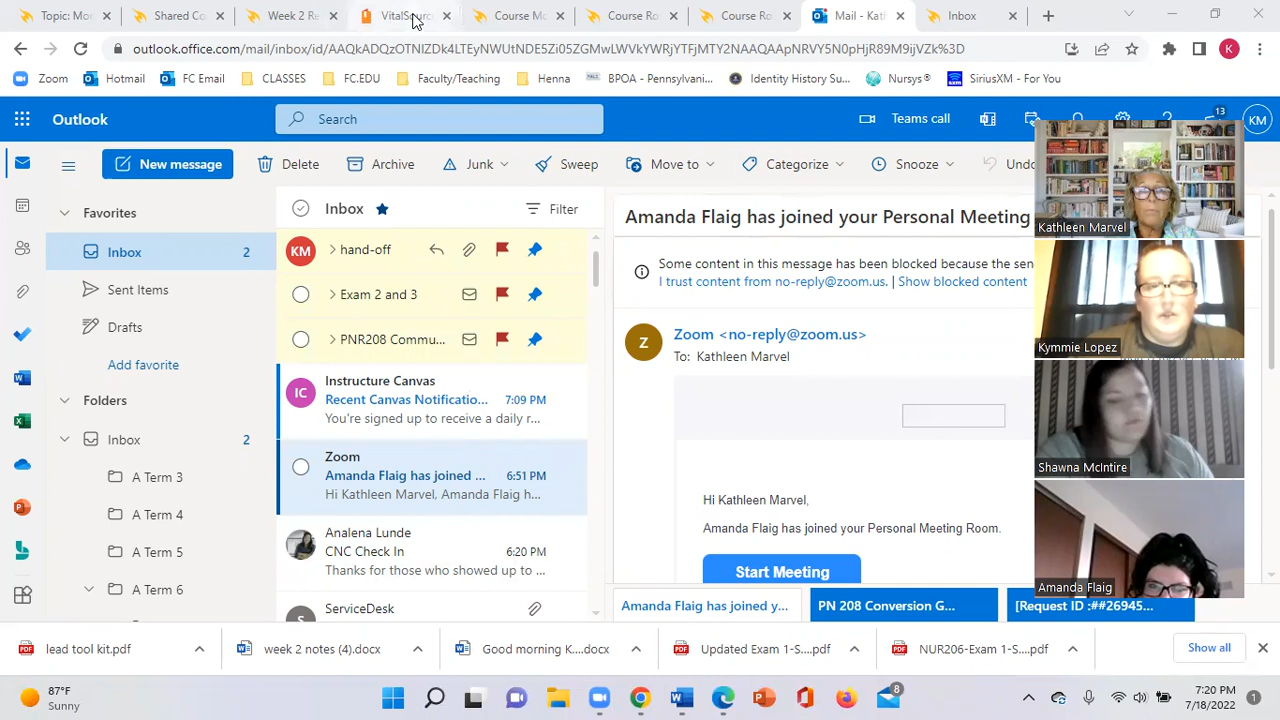 Topic: Mon
Shared Co
Week 2 Re
VitalSourc
Course Mo
Course Ro
Course Ro
Mail - Kath
Inbox
outlook.office.com/mail/inbox/id/AAQkADQzOTNlZDk4LTEyNWUtNDE5Zi05ZGMwLWVkYWRjYTFjMTY2NAAQAApNRVY5N0pHjR89M9ijVZk%3D
K
Zoom
Hotmail
FC Email
CLASSES
FC.EDU
Faculty/Teaching
Henna
BPOA - Pennsylvani...
Identity History Su...
Nursys®
SiriusXM - For You
Outlook
Search
Teams call
13
KM
New message
Delete
Archive
Junk
Sweep
Move to
Categorize
Snooze
Undo
Favorites
Inbox 2
Sent Items
Drafts
Add favorite
Folders
Inbox 2
A Term 3
A Term 4
A Term 5
A Term 6
Inbox
Filter
KM
hand-off
Exam 2 and 3
PNR208 Commu...
IC
Instructure Canvas
Recent Canvas Notificatio... 7:09 PM
You're signed up to receive a daily r...
Zoom
Amanda Flaig has joined ... 6:51 PM
Hi Kathleen Marvel, Amanda Flaig h...
Analena Lunde
CNC Check In 6:20 PM
Thanks for those who showed up to ...
S
ServiceDesk
Amanda Flaig has joined your Personal Meeting
Some content in this message has been blocked because the sen
I trust content from no-reply@zoom.us. | Show blocked content
Z
Zoom <no-reply@zoom.us>
To: Kathleen Marvel
Hi Kathleen Marvel,
Amanda Flaig has joined your Personal Meeting Room.
Start Meeting
Amanda Flaig has joined y...
PN 208 Conversion G...
[Request ID :##26945...
Kathleen Marvel
Kymmie Lopez
Shawna McIntire
Amanda Flaig
lead tool kit.pdf
week 2 notes (4).docx
Good morning K....docx
Updated Exam 1-S....pdf
NUR206-Exam 1-S....pdf
Show all
87°F
Sunny
8
7:20 PM
7/18/2022
1